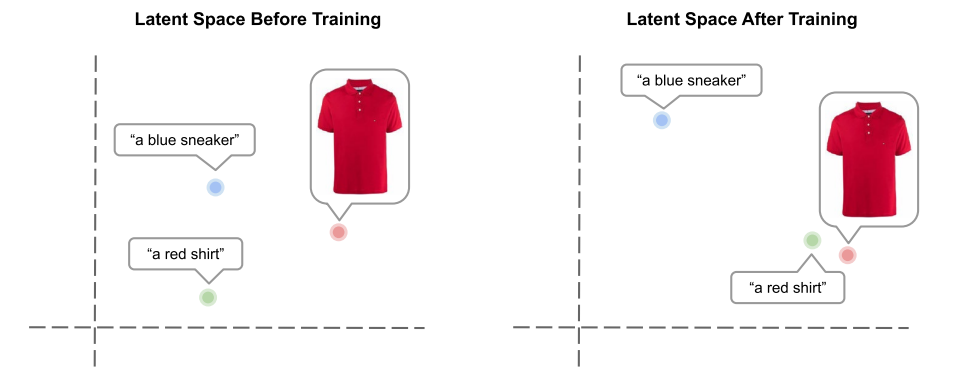 Latent Space Before Training
Latent Space After Training
“a blue sneaker”
“a red shirt”
“a blue sneaker”
“a red shirt”